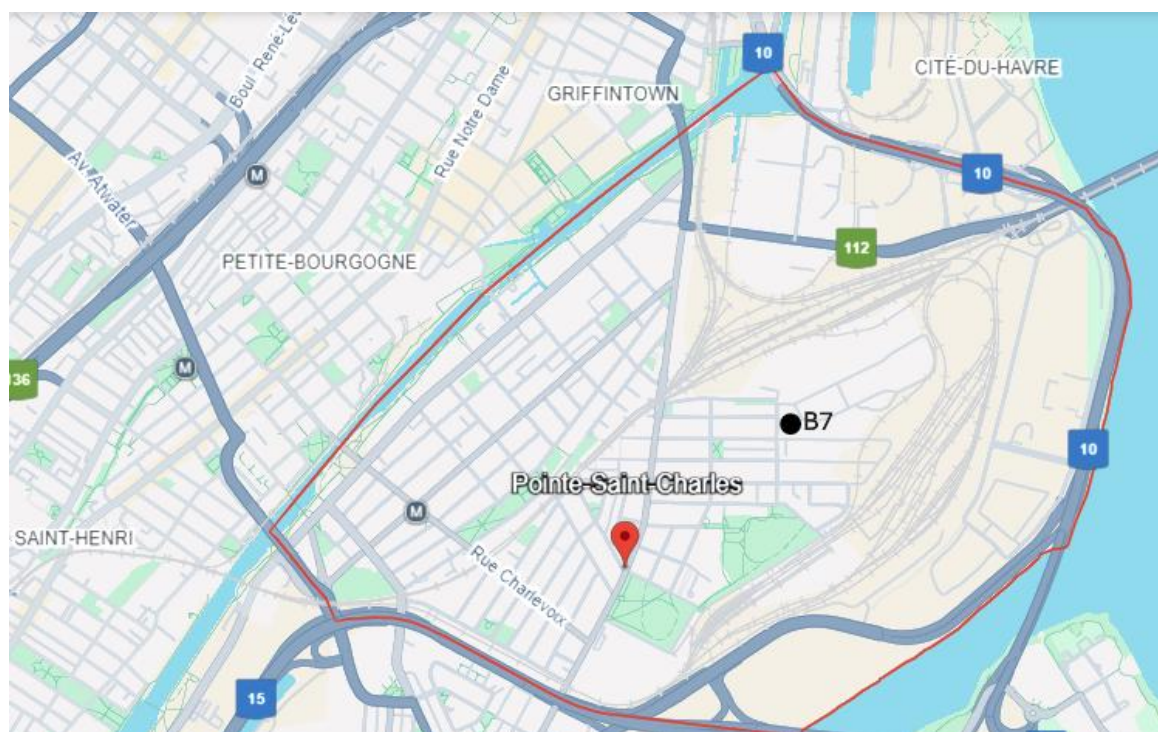 10
CITÉ-DU-HAVRE
GRIFFINTOWN
Boul René-Lév
Rue Notre Dame
Av. Atwater
M
10
PETITE-BOURGOGNE
112
M
136
B7
10
Pointe-Saint-Charles
M
SAINT-HENRI
Rue Charlevoix
15